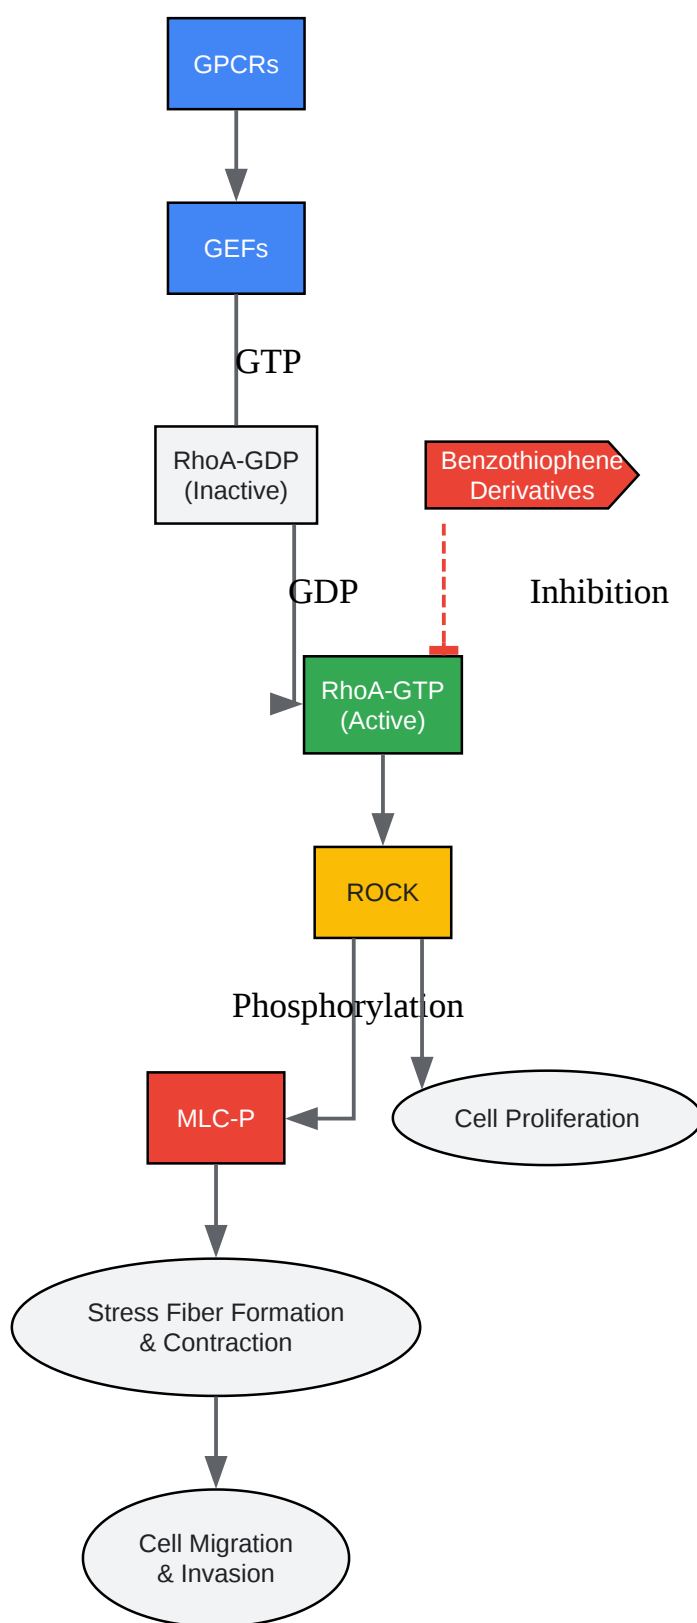 GPCRs
GEFs
GTP
RhoA-GDP
(Inactive)
Benzothiophene
Derivatives
GDP
Inhibition
RhoA-GTP
(Active)
ROCK
Phosphorylation
MLC-P
Cell Proliferation
Stress Fiber Formation
& Contraction
Cell Migration
& Invasion